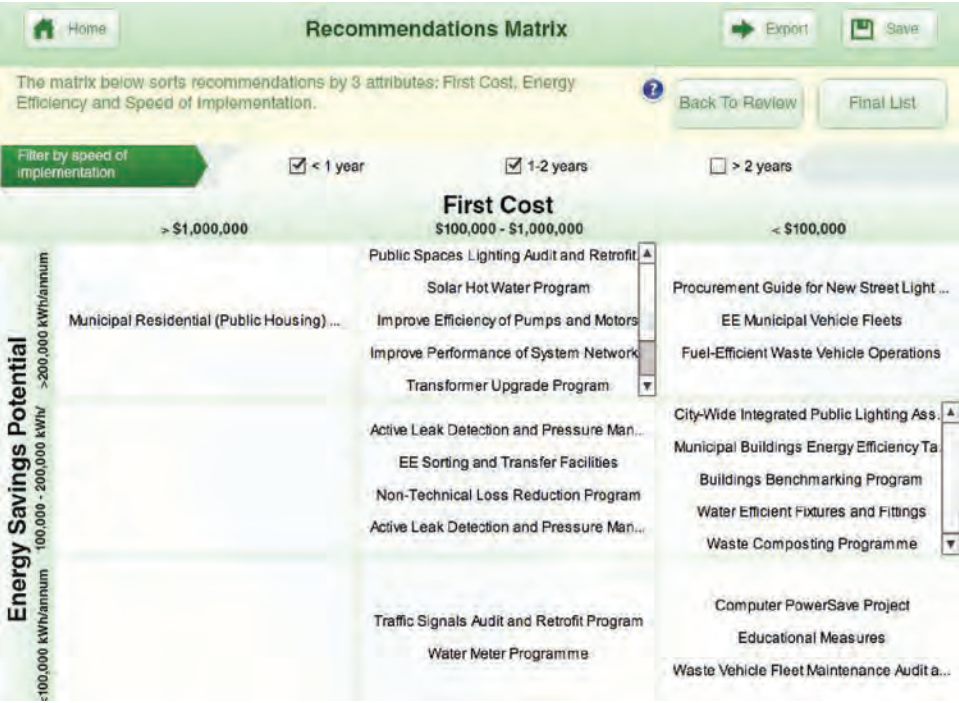 Home
Recommendations Matrix
Export
Save
The matrix below sorts recommendations by 3 attributes: First Cost, Energy
Efficiency and Speed of Implementation.
?
Back To Review
Final List
Filter by speed of
implementation
< 1 year
1-2 years
> 2 years
First Cost
> $1,000,000
$100,000 - $1,000,000
< $100,000
Energy Savings Potential
>200,000 kWh/annum
Municipal Residential (Public Housing) ...
Public Spaces Lighting Audit and Retrofit
Solar Hot Water Program
Improve Efficiency of Pumps and Motors
Improve Performance of System Network
Transformer Upgrade Program
Procurement Guide for New Street Light ...
EE Municipal Vehicle Fleets
Fuel-Efficient Waste Vehicle Operations
100,000 - 200,000 kWh/
Active Leak Detection and Pressure Man...
EE Sorting and Transfer Facilities
Non-Technical Loss Reduction Program
Active Leak Detection and Pressure Man...
City-Wide Integrated Public Lighting Ass.
Municipal Buildings Energy Efficiency Ta
Buildings Benchmarking Program
Water Efficient Fixtures and Fittings
Waste Composting Programme
<100,000 kWh/annum
Traffic Signals Audit and Retrofit Program
Water Meter Programme
Computer PowerSave Project
Educational Measures
Waste Vehicle Fleet Maintenance Audit a...